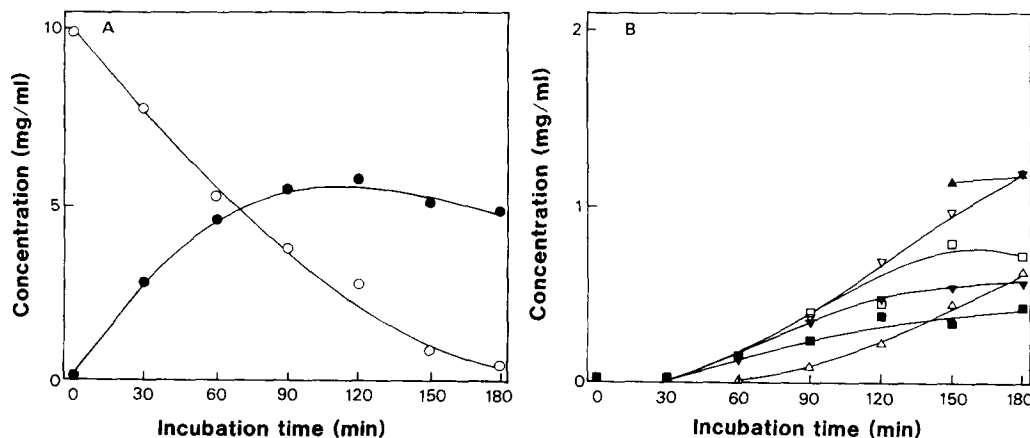 A
10
5
0
0 30 60 90 120 150 180
Concentration (mg/ml)
Incubation time (min)
B
2
1
0
0 30 60 90 120 150 180
Concentration (mg/ml)
Incubation time (min)